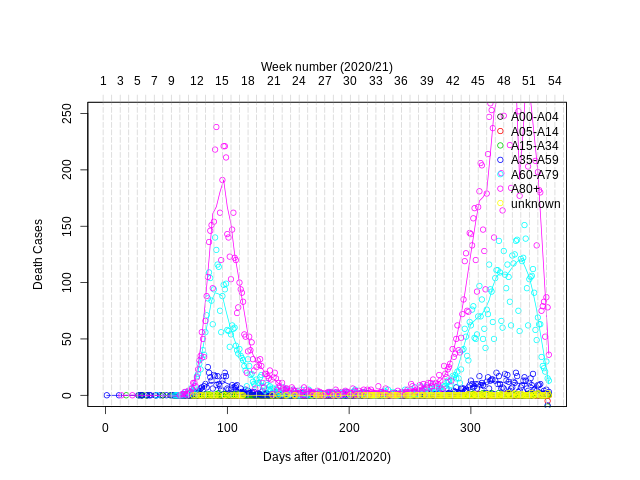 Week number (2020/21)
1 3 5 7 9 12 15 18 21 24 27 30 33 36 39 42 45 48 51 54
250
200
150
100
50
0
Death Cases
A00-A04
A05-A14
A15-A34
A35-A59
A60-A79
A80+
unknown
0 100 200 300
Days after (01/01/2020)